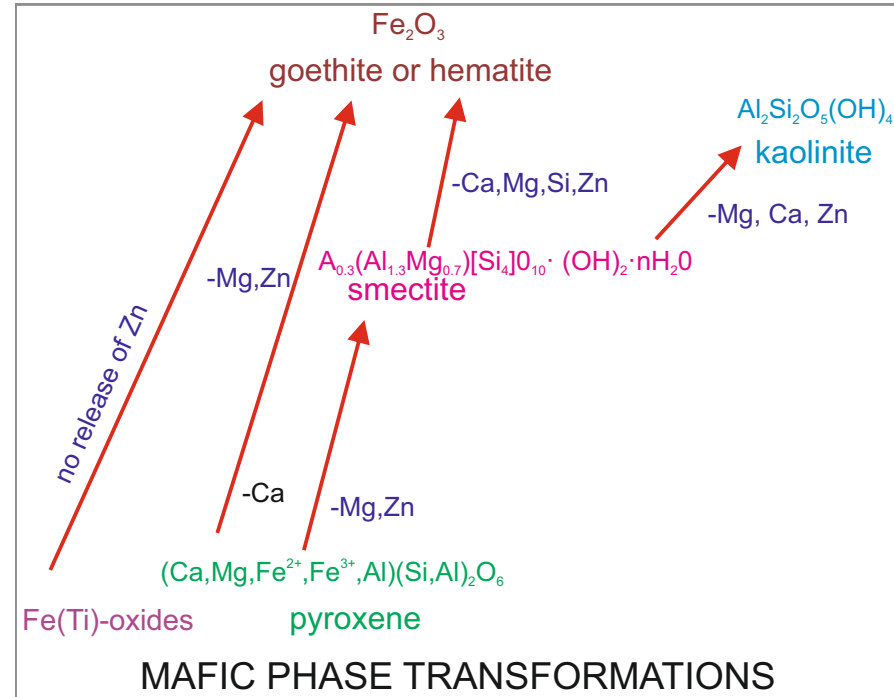 Fe₂O₃
goethite or hematite
Al₂Si₂O₅(OH)₄
kaolinite
-Ca,Mg,Si,Zn
-Mg, Ca, Zn
-Mg,Zn
A₀.₃(Al₁.₃Mg₀.₇)[Si₄]0₁₀· (OH)₂·nH₂0
smectite
no release of Zn
-Ca
-Mg,Zn
(Ca,Mg,Fe²⁺,Fe³⁺,Al)(Si,Al)₂O₆
Fe(Ti)-oxides
pyroxene
MAFIC PHASE TRANSFORMATIONS